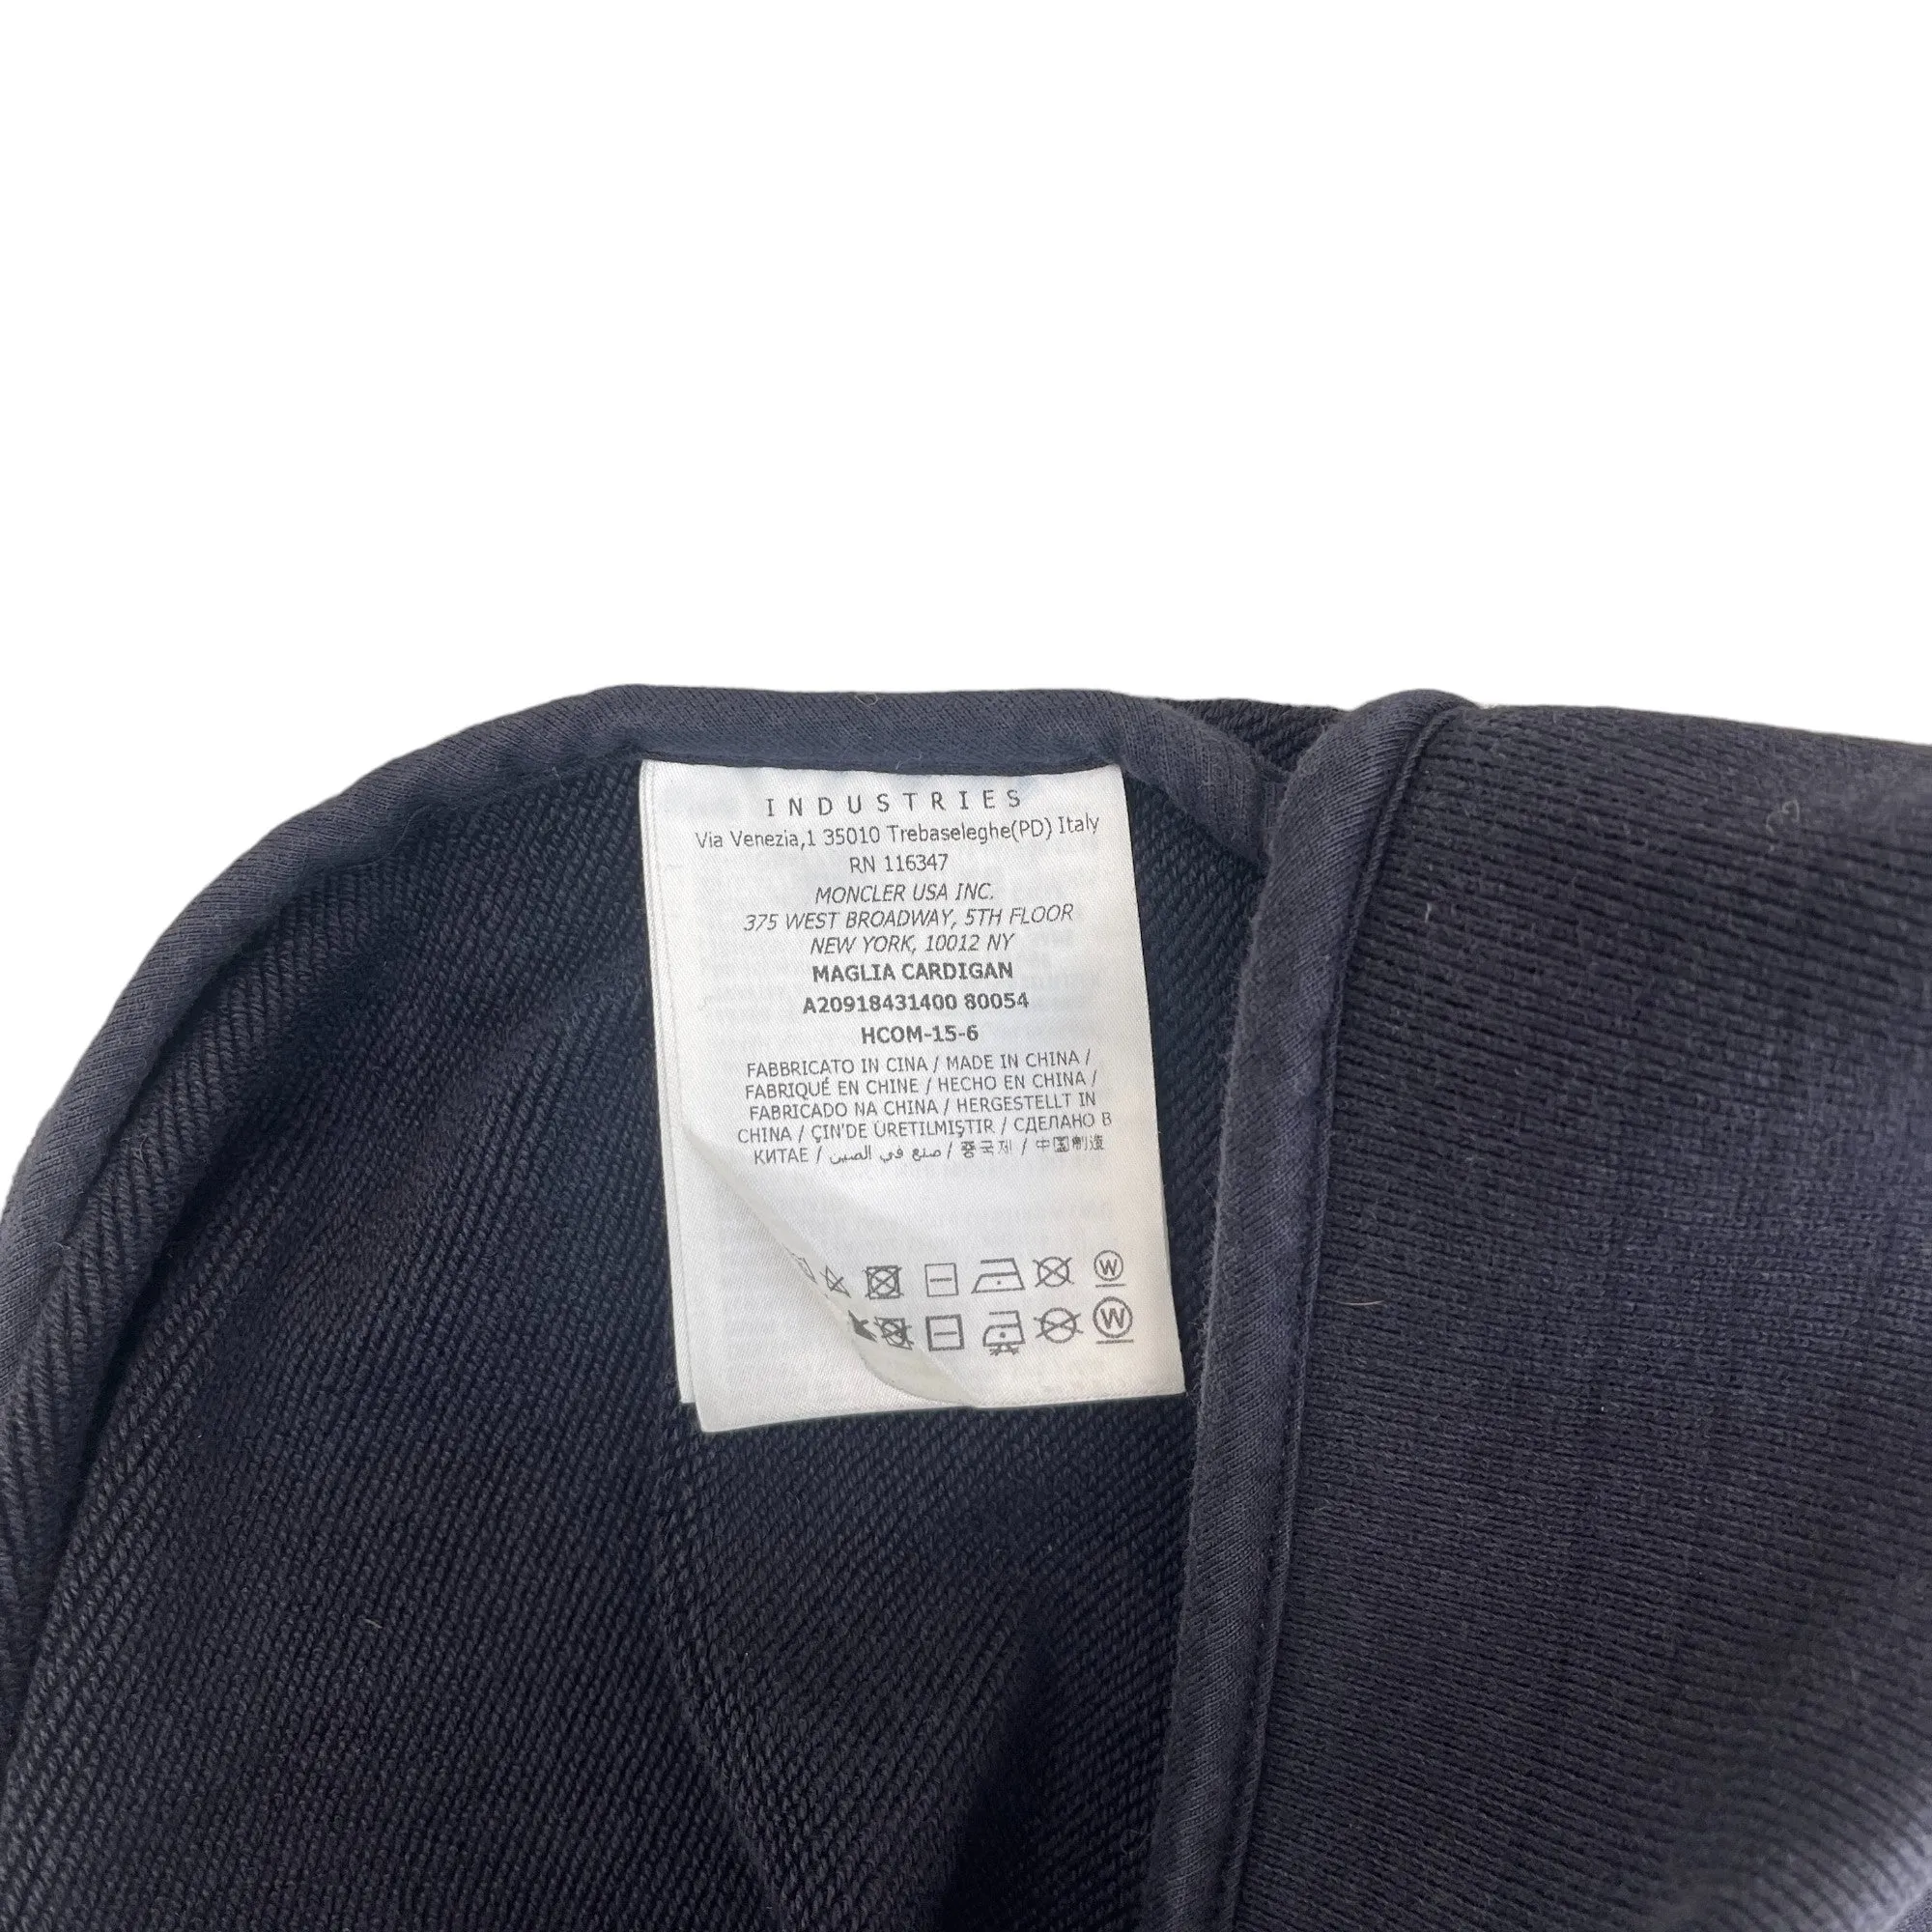 INDUSTRIES
Via Venezia,1 35010 Trebaseleghe(PD) Italy
RN 116347
MONCLER USA INC.
375 WEST BROADWAY, 5TH FLOOR
NEW YORK, 10012 NY
MAGLIA CARDIGAN
A20918431400 80054
HCOM-15-6
FABBRICATO IN CINA / MADE IN CHINA /
FABRIQUÉ EN CHINE / HECHO EN CHINA /
FABRICADO NA CHINA / HERGESTELLT IN
CHINA / ÇIN'DE ÜRETILMIŞTIR / СДЕЛАНО В
КИТАЕ / صنع في الصين / 중국제 / 中国制造
W
W